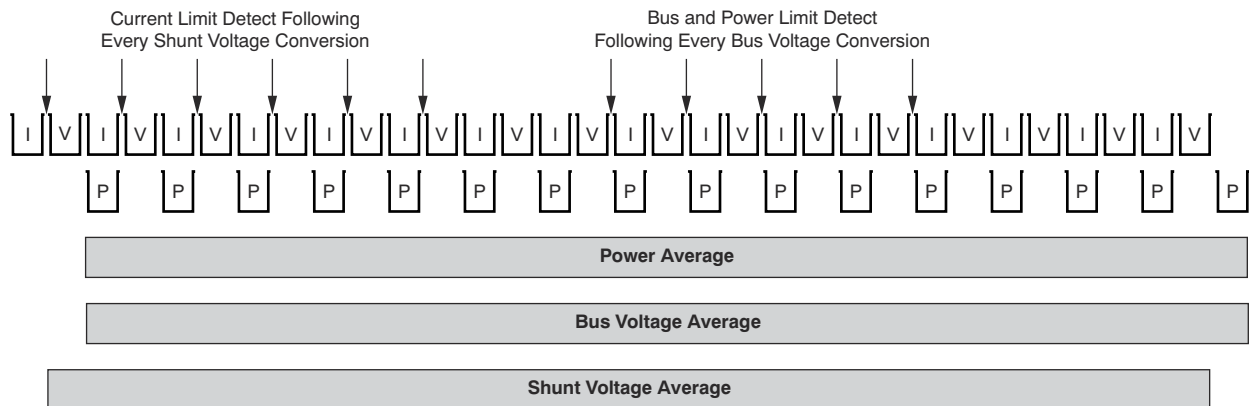 Current Limit Detect Following
Every Shunt Voltage Conversion
Bus and Power Limit Detect
Following Every Bus Voltage Conversion
I V I V I V I V I V I V I V I V I V I V I V I V I V I V I V I V
P P P P P P P P P P P P P P P P
Power Average
Bus Voltage Average
Shunt Voltage Average